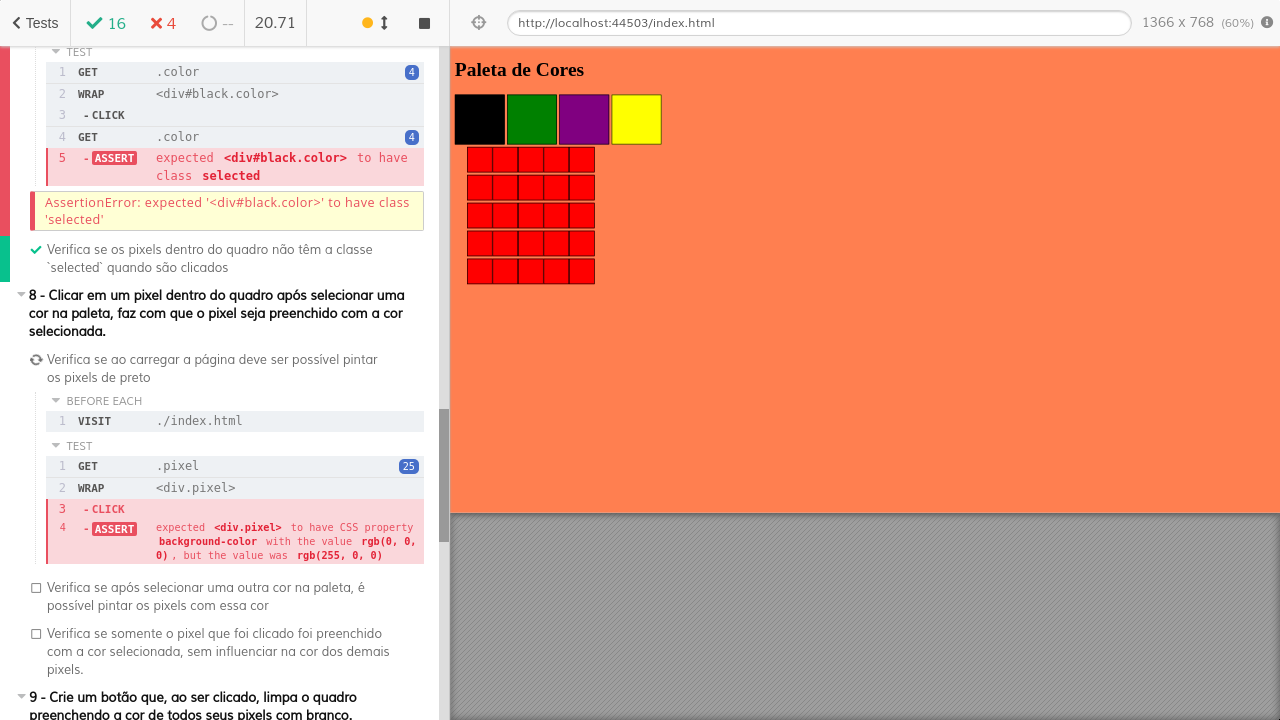 Tests
16
4
--
20.71
http://localhost:44503/index.html
1366 x 768 (60%)
TEST
1 GET .color 4
2 WRAP <div#black.color>
3 -CLICK
4 GET .color 4
5 -ASSERT expected <div#black.color> to have
class selected
AssertionError: expected '<div#black.color>' to have class
'selected'
Verifica se os pixels dentro do quadro não têm a classe
`selected` quando são clicados
8 - Clicar em um pixel dentro do quadro após selecionar uma
cor na paleta, faz com que o pixel seja preenchido com a cor
selecionada.
Verifica se ao carregar a página deve ser possível pintar
os pixels de preto
BEFORE EACH
1 VISIT ./index.html
TEST
1 GET .pixel 25
2 WRAP <div.pixel>
3 -CLICK
4 -ASSERT expected <div.pixel> to have CSS property
background-color with the value rgb(0, 0,
0), but the value was rgb(255, 0, 0)
Verifica se após selecionar uma outra cor na paleta, é
possível pintar os pixels com essa cor
Verifica se somente o pixel que foi clicado foi preenchido
com a cor selecionada, sem influenciar na cor dos demais
pixels.
9 - Crie um botão que, ao ser clicado, limpa o quadro
preenchendo a cor de todos seus pixels com branco.
Paleta de Cores